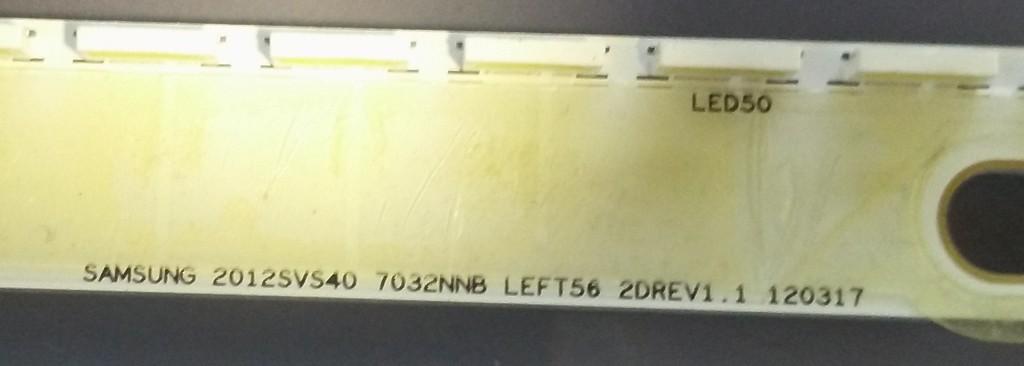 LED50
SAMSUNG 2012SVS40 7032NNB LEFT56 2DREV1.1 120317